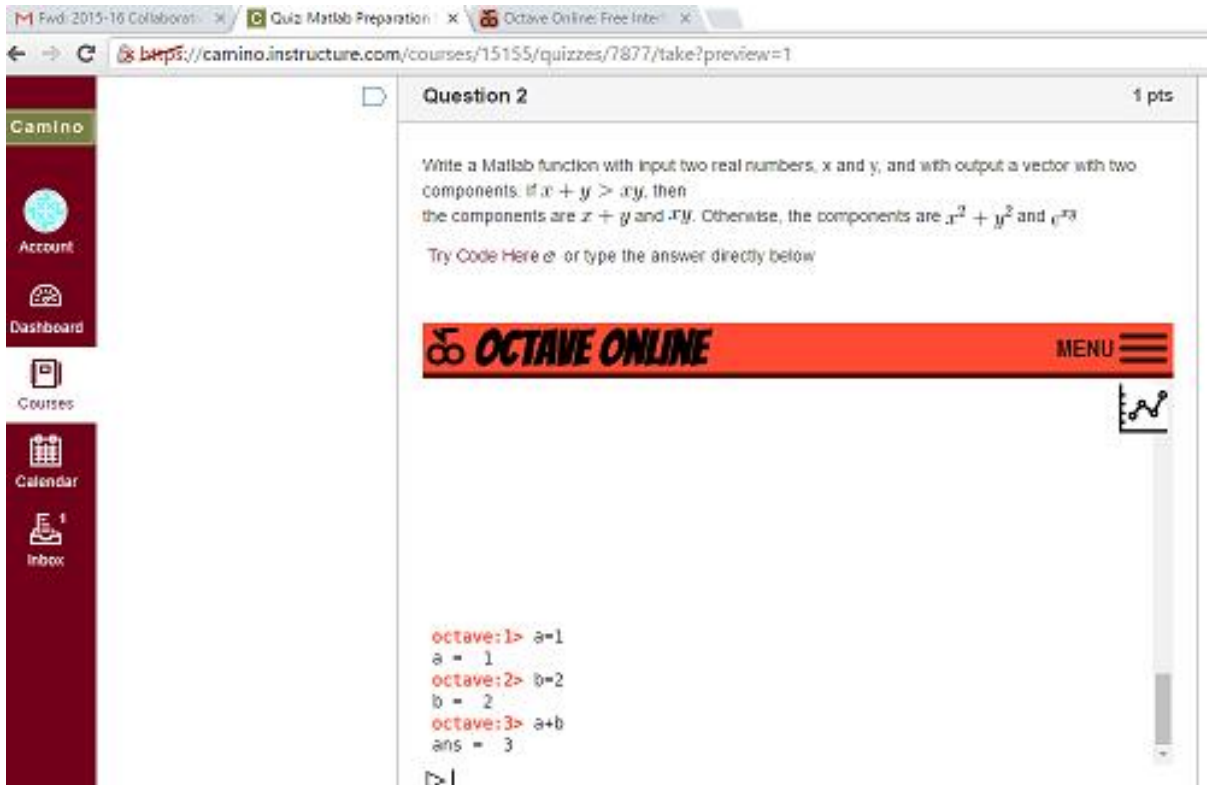 Fwd: 2015-16 Collaborati
Quiz: Matlab Preparation
Octave Online: Free Inter
https://camino.instructure.com/courses/15155/quizzes/7877/take?preview=1
Camino
Account
Dashboard
Courses
Calendar
1
Inbox
Question 2
1 pts
Write a Matlab function with input two real numbers, x and y, and with output a vector with two
components. If x + y > xy, then
the components are x + y and xy. Otherwise, the components are x² + y² and e^xy
Try Code Here or type the answer directly below
OCTAVE ONLINE
MENU
octave:1> a=1
a = 1
octave:2> b=2
b = 2
octave:3> a+b
ans = 3